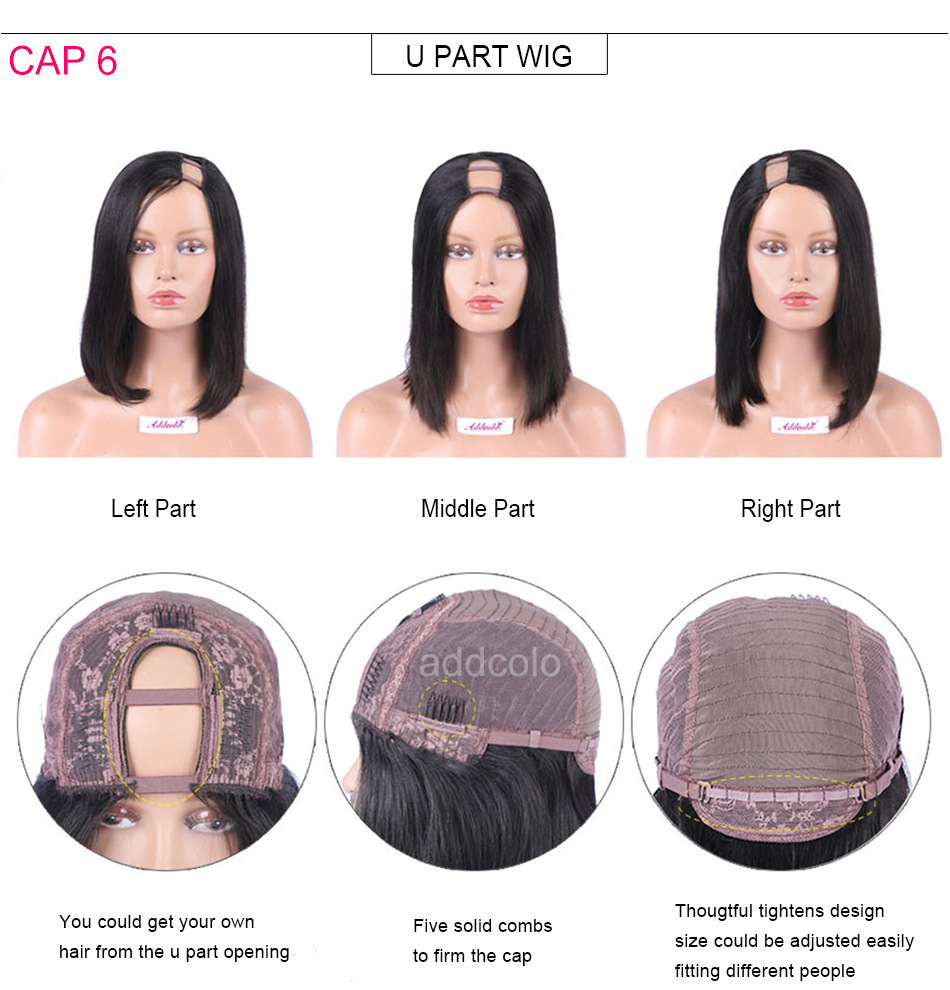 CAP 6
U PART WIG
Addcolo
Addcolo
Addcolo
Left Part
Middle Part
Right Part
addcolo
You could get your own
hair from the u part opening
Five solid combs
to firm the cap
Thougtful tightens design
size could be adjusted easily
fitting different people